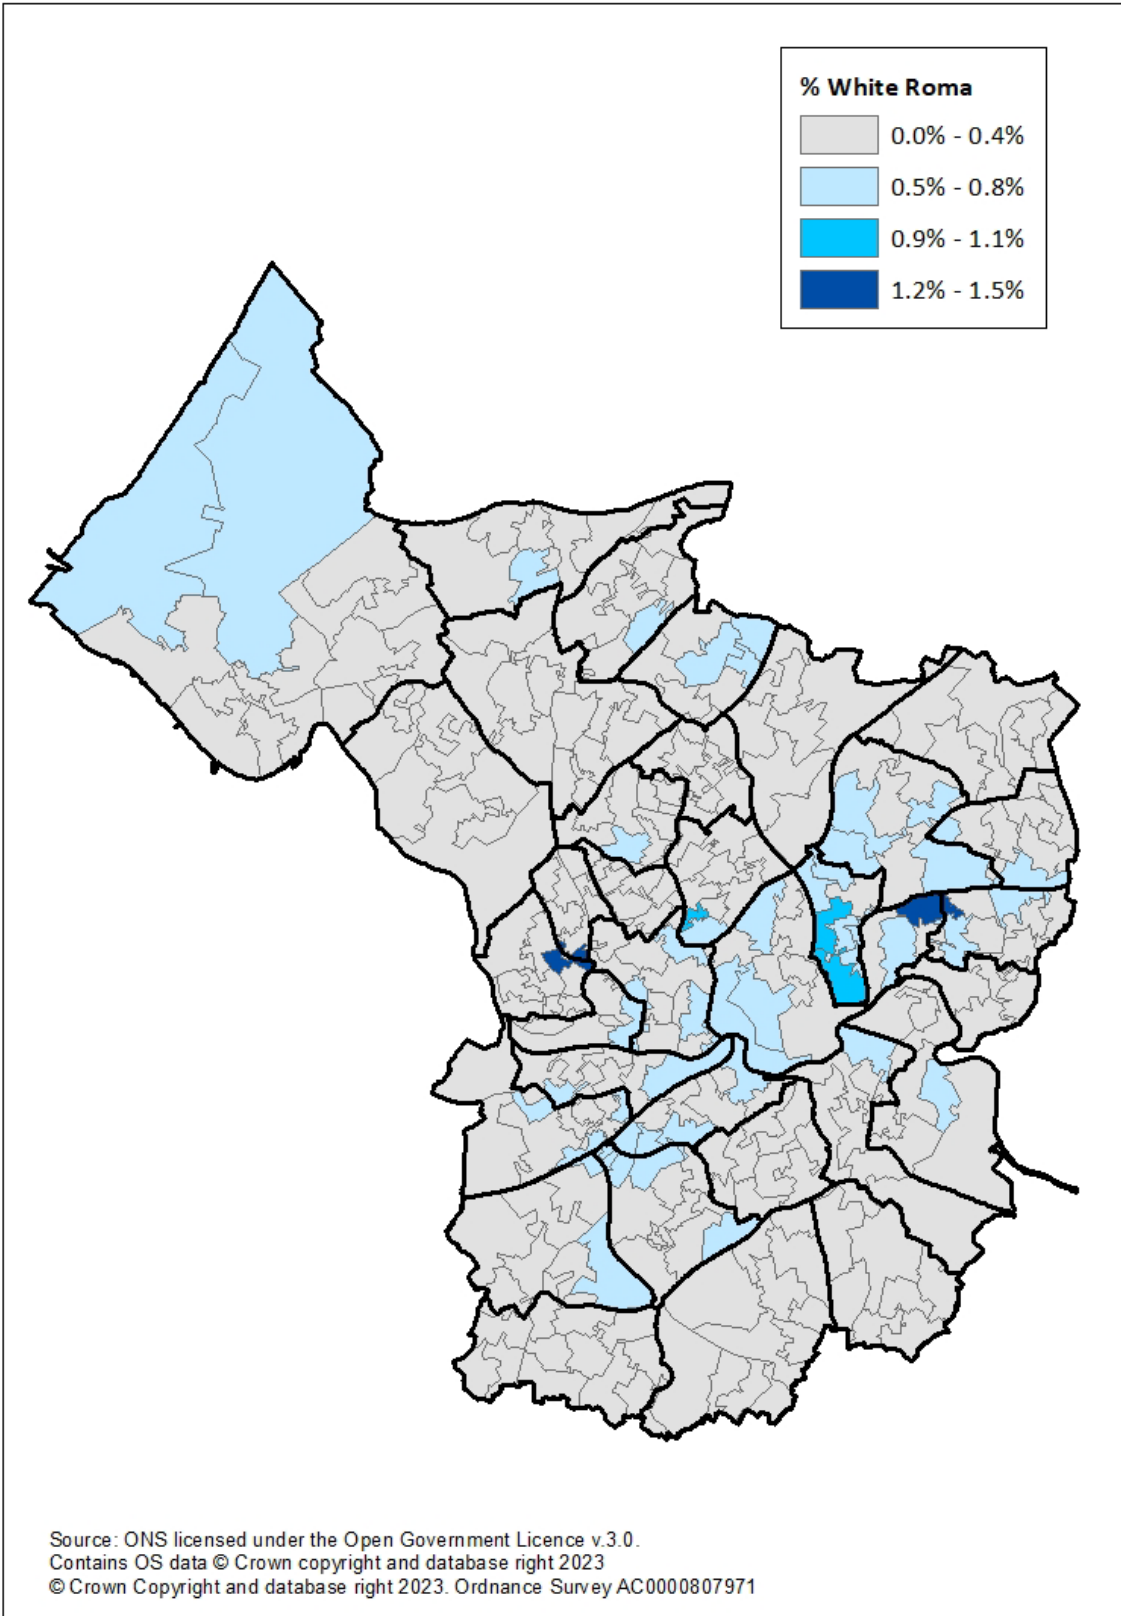 % White Roma
0.0% - 0.4%
0.5% - 0.8%
0.9% - 1.1%
1.2% - 1.5%
Source: ONS licensed under the Open Government Licence v.3.0.
Contains OS data © Crown copyright and database right 2023
© Crown Copyright and database right 2023. Ordnance Survey AC0000807971